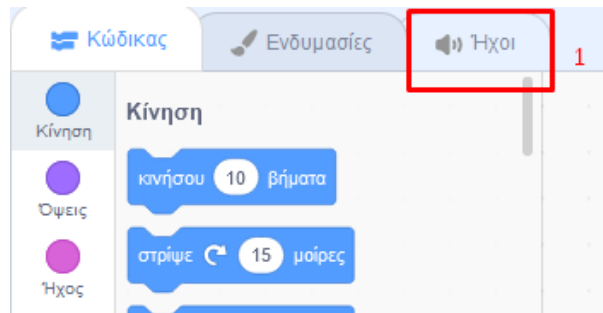 Κώδικας Ενδυμασίες Ήχοι 1
Κίνηση
Κίνηση
κινήσου 10 βήματα
Όψεις
στρίψε 15 μοίρες
Ήχος